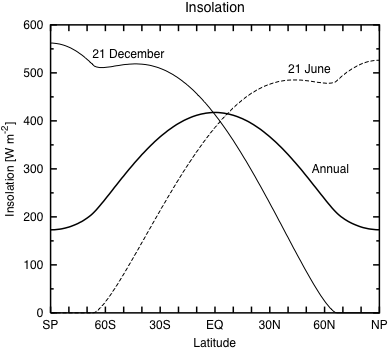 Insolation
600
500
400
300
200
100
0
Insolation [W m-2]
21 December
21 June
Annual
SP 60S 30S EQ 30N 60N NP
Latitude